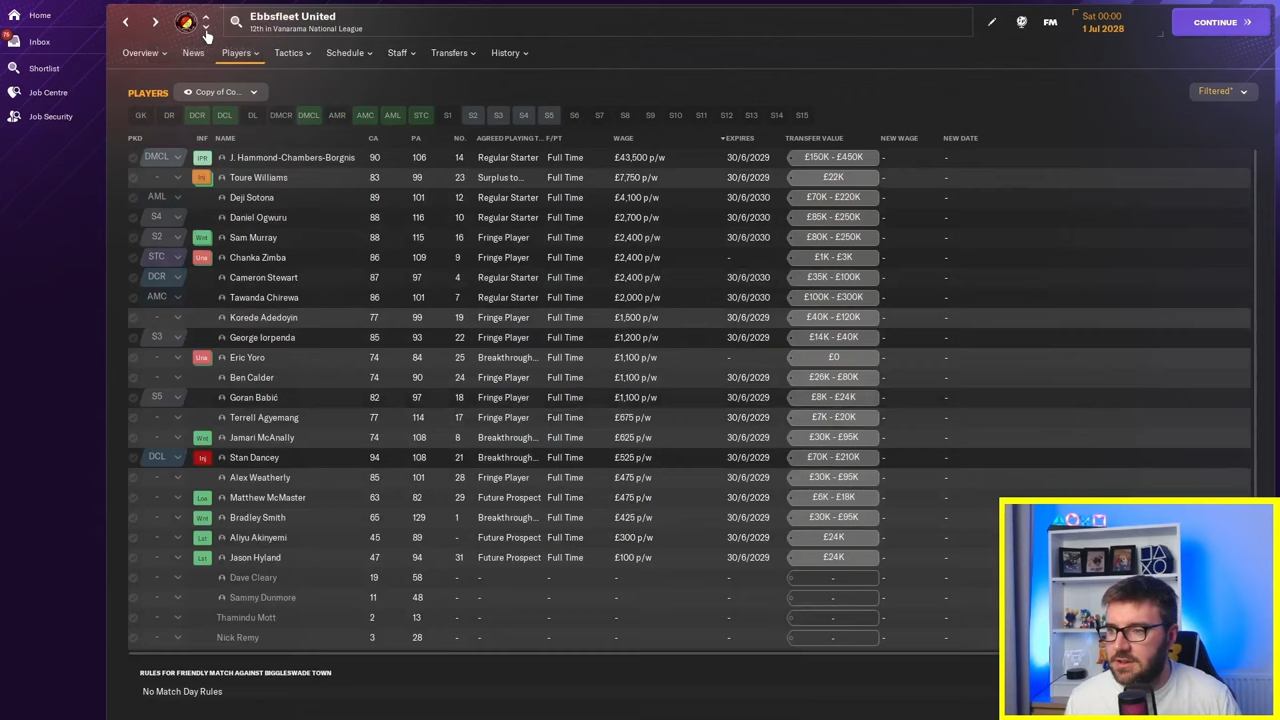 Home
75
Inbox
Shortlist
Job Centre
Job Security
Ebbsfleet United
12th in Vanarama National League
FM
Sat 00:00
1 Jul 2028
CONTINUE
Overview News Players Tactics Schedule Staff Transfers History
PLAYERS Copy of Co... Filtered*
GK DR DCR DCL DL DMCR DMCL AMR AMC AML STC S1 S2 S3 S4 S5 S6 S7 S8 S9 S10 S11 S12 S13 S14 S15
PKD INF NAME CA PA NO. AGREED PLAYING T... F/PT WAGE EXPIRES TRANSFER VALUE NEW WAGE NEW DATE
DMCL IPR J. Hammond-Chambers-Borgnis 90 106 14 Regular Starter Full Time £43,500 p/w 30/6/2029 £150K - £450K - -
- Inj Toure Williams 83 99 23 Surplus to... Full Time £7,750 p/w 30/6/2029 £22K - -
AML Deji Sotona 89 101 12 Regular Starter Full Time £4,100 p/w 30/6/2030 £70K - £220K - -
S4 Daniel Ogwuru 88 116 10 Regular Starter Full Time £2,700 p/w 30/6/2030 £85K - £250K - -
S2 Wnt Sam Murray 88 115 16 Fringe Player Full Time £2,400 p/w 30/6/2030 £80K - £250K - -
STC Una Chanka Zimba 86 109 9 Fringe Player Full Time £2,400 p/w - £1K - £3K - -
DCR Cameron Stewart 87 97 4 Regular Starter Full Time £2,400 p/w 30/6/2030 £35K - £100K - -
AMC Tawanda Chirewa 86 101 7 Regular Starter Full Time £2,000 p/w 30/6/2029 £100K - £300K - -
- Korede Adedoyin 77 99 19 Fringe Player Full Time £1,500 p/w 30/6/2029 £40K - £120K - -
S3 George Iorpenda 85 92 22 Fringe Player Full Time £1,200 p/w 30/6/2029 £14K - £40K - -
- Una Eric Yoro 74 84 25 Breakthrough... Full Time £1,100 p/w - £0 - -
- Ben Calder 74 90 24 Fringe Player Full Time £1,100 p/w 30/6/2029 £26K - £80K - -
S5 Goran Babić 82 97 18 Fringe Player Full Time £1,100 p/w 30/6/2029 £8K - £24K - -
- Terrell Agyemang 77 114 17 Fringe Player Full Time £675 p/w 30/6/2029 £7K - £20K - -
- Wnt Jamari McAnally 74 108 8 Breakthrough... Full Time £625 p/w 30/6/2029 £30K - £95K - -
DCL Inj Stan Dancey 94 108 21 Breakthrough... Full Time £525 p/w 30/6/2029 £70K - £210K - -
- Alex Weatherly 85 101 28 Fringe Player Full Time £475 p/w 30/6/2029 £30K - £95K - -
- Loa Matthew McMaster 63 82 29 Future Prospect Full Time £475 p/w 30/6/2029 £6K - £18K - -
- Wnt Bradley Smith 65 129 1 Breakthrough... Full Time £425 p/w 30/6/2029 £30K - £95K - -
- Lst Aliyu Akinyemi 45 89 - Future Prospect Full Time £300 p/w 30/6/2029 £24K - -
- Lst Jason Hyland 47 94 31 Future Prospect Full Time £100 p/w 30/6/2029 £24K - -
- Dave Cleary 19 58 - - - - - - - -
- Sammy Dunmore 11 48 - - - - - - - -
- Thamindu Mott 2 13 - - - - - - - -
- Nick Remy 3 28 - - - - - - - -
RULES FOR FRIENDLY MATCH AGAINST BIGGLESWADE TOWN
No Match Day Rules